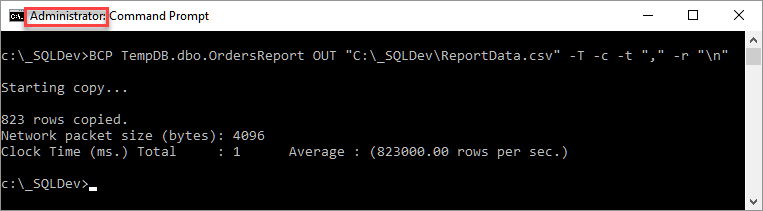 Administrator: Command Prompt
c:\_SQLDev>BCP TempDB.dbo.OrdersReport OUT "C:\_SQLDev\ReportData.csv" -T -c -t "," -r "\n"
Starting copy...
823 rows copied.
Network packet size (bytes): 4096
Clock Time (ms.) Total     : 1      Average : (823000.00 rows per sec.)
c:\_SQLDev>